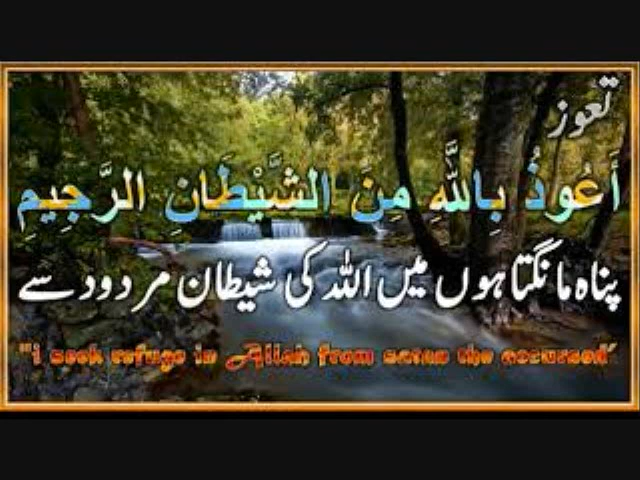 تعوز
أَعُوذُ بِاللَّهِ مِنَ الشَّيْطَانِ الرَّجِيمِ
پناہ مانگتا ہوں میں اللہ کی شیطان مردود سے
"i seek refuge in Allah from satan the accursed"